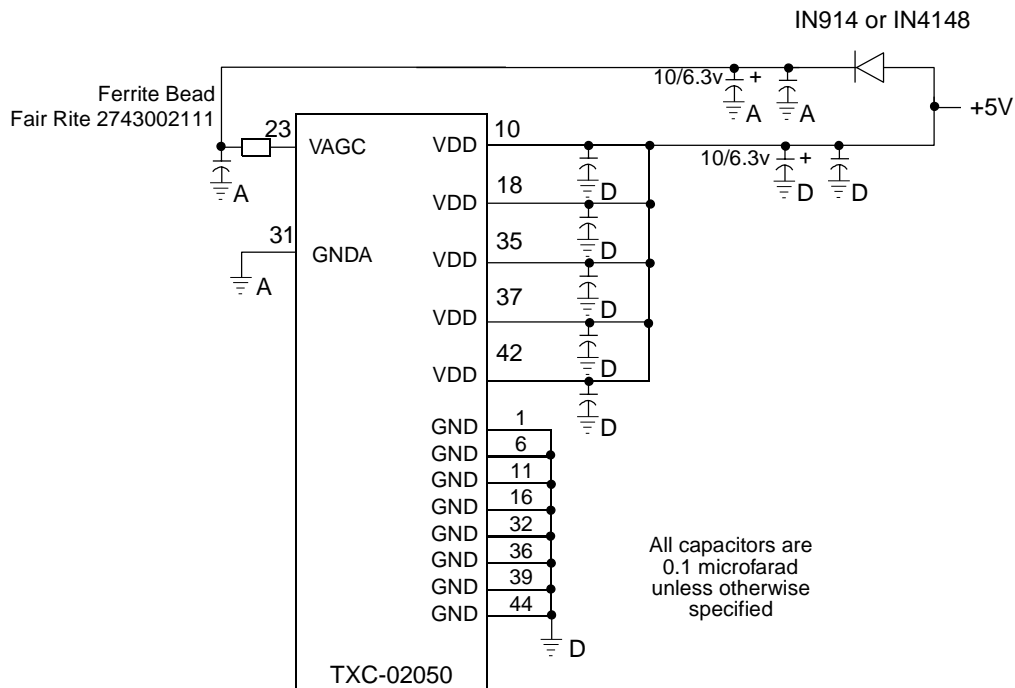 IN914 or IN4148
10/6.3v +
A
A
+5V
Ferrite Bead
Fair Rite 2743002111
23
VAGC
A
31
GNDA
A
VDD
10
D
10/6.3v
+
D
D
VDD
18
D
VDD
35
D
VDD
37
D
VDD
42
D
GND
1
GND
6
GND
11
GND
16
GND
32
GND
36
GND
39
GND
44
D
All capacitors are
0.1 microfarad
unless otherwise
specified
TXC-02050